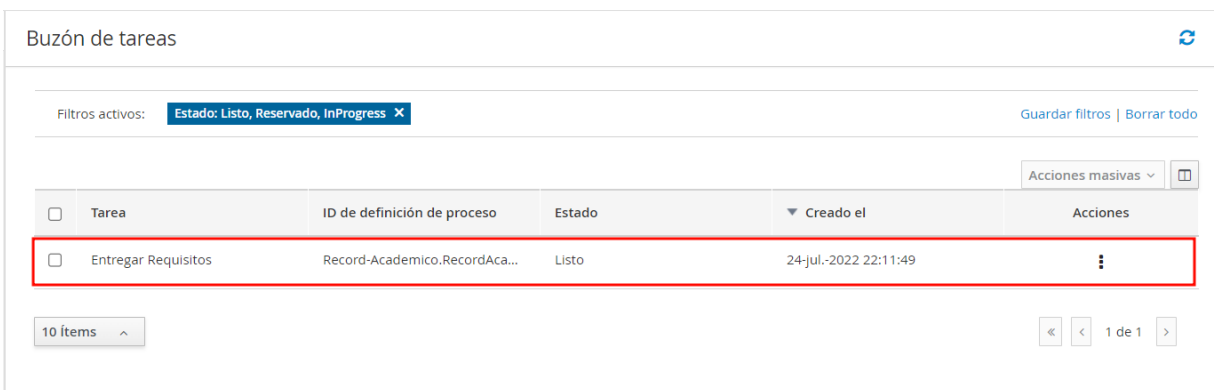 Buzón de tareas
Filtros activos: Estado: Listo, Reservado, InProgress X Guardar filtros | Borrar todo
Acciones masivas
Tarea ID de definición de proceso Estado Creado el Acciones
Entregar Requisitos Record-Academico.RecordAca... Listo 24-jul.-2022 22:11:49
10 Ítems « < 1 de 1 >